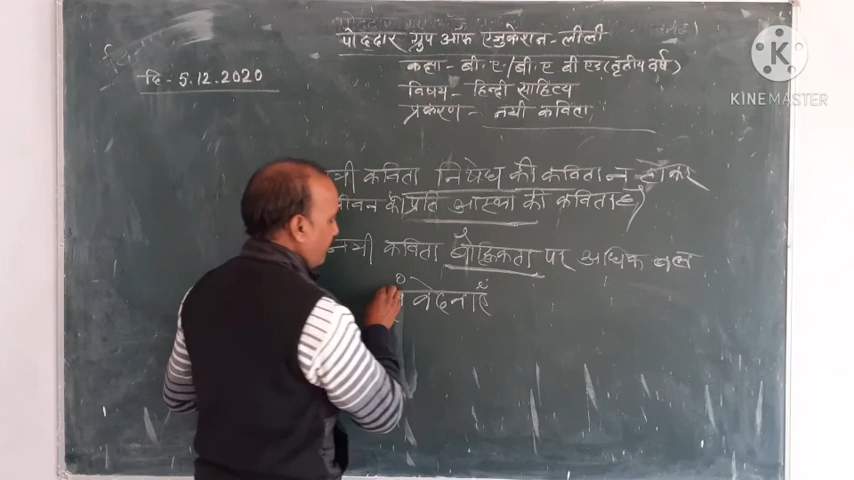 पोद्दार ग्रुप आफ एजुकेशन - लीली
कक्षा - बी.ए/बी.ए बी एड (तृतीय वर्ष)
दि - 5.12.2020
विषय - हिन्दी साहित्य
प्रकरण - नयी कविता
कविता निषेध की कविता न होकर
जीवन के प्रति आस्था की कविता है
नयी कविता बौद्धिकता पर अधिक बल
वेदनाएँ
KINEMASTER